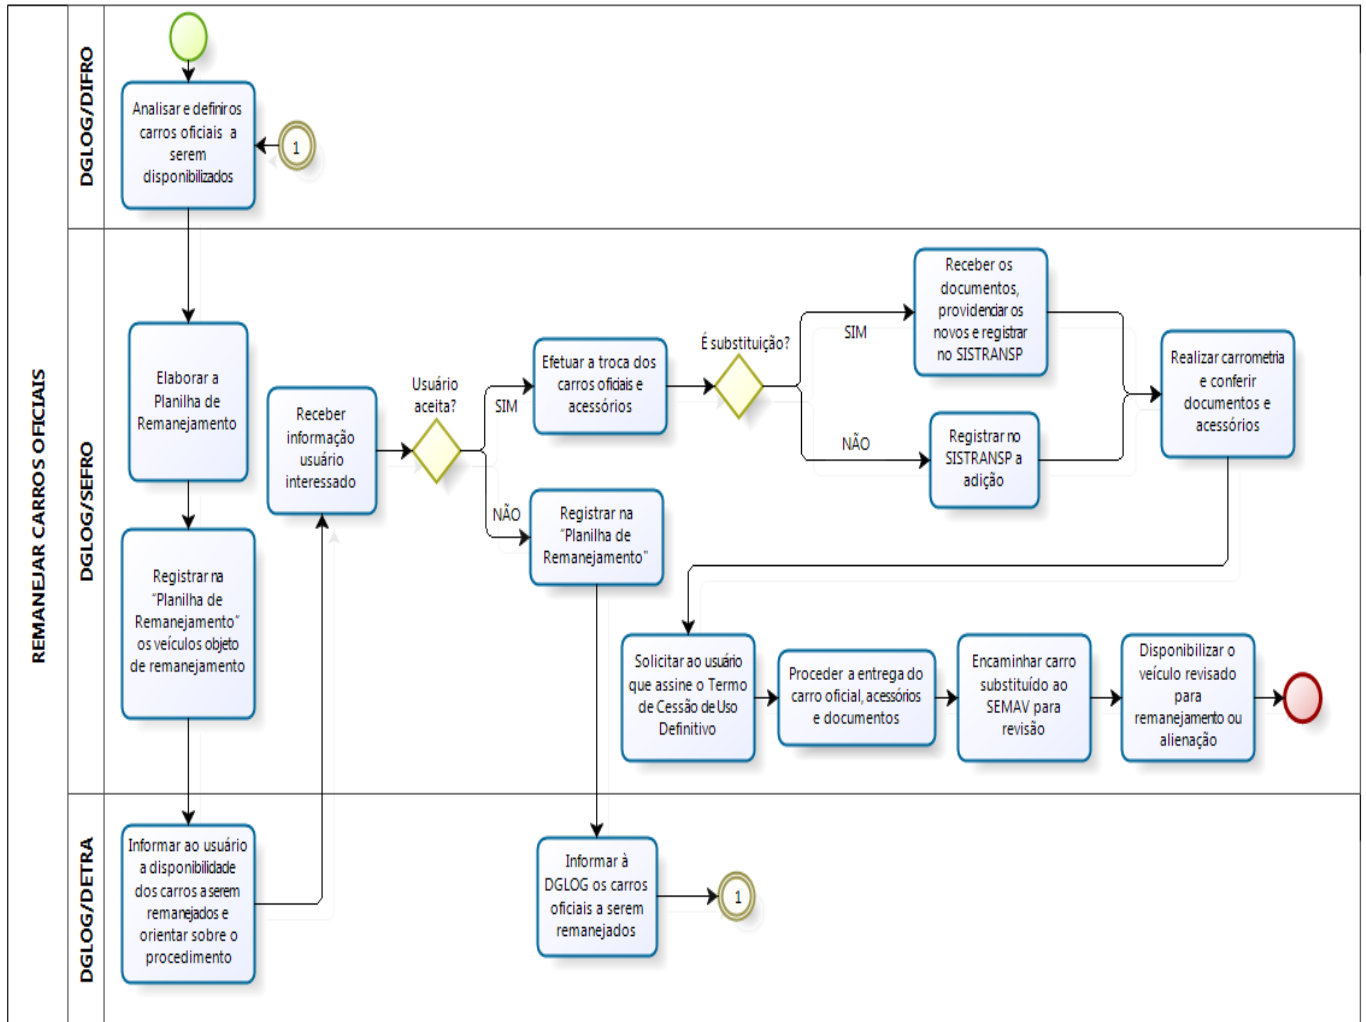 REMANEJAR CARROS OFICIAIS
DGLOG/DIFRO
Analisar e definir os
carros oficiais a
serem
disponibilizados
1
DGLOG/SEFRO
Elaborar a
Planilha de
Remanejamento
Registrar na
"Planilha de
Remanejamento"
os veículos objeto
de remanejamento
Receber
informação
usuário
interessado
Usuário
aceita?
SIM
NÃO
Efetuar a troca dos
carros oficiais e
acessórios
Registrar na
"Planilha de
Remanejamento"
É substituição?
SIM
NÃO
Receber os
documentos,
providenciar os
novos e registrar
no SISTRANSP
Registrar no
SISTRANSP a
adição
Realizar carrometria
e conferir
documentos e
acessórios
Solicitar ao usuário
que assine o Termo
de Cessão de Uso
Definitivo
Proceder a entrega do
carro oficial, acessórios
e documentos
Encaminhar carro
substituído ao
SEMAV para
revisão
Disponibilizar o
veículo revisado
para
remanejamento ou
alienação
DGLOG/DETRA
Informar ao usuário
a disponibilidade
dos carros a serem
remanejados e
orientar sobre o
procedimento
Informar à
DGLOG os carros
oficiais a serem
remanejados
1